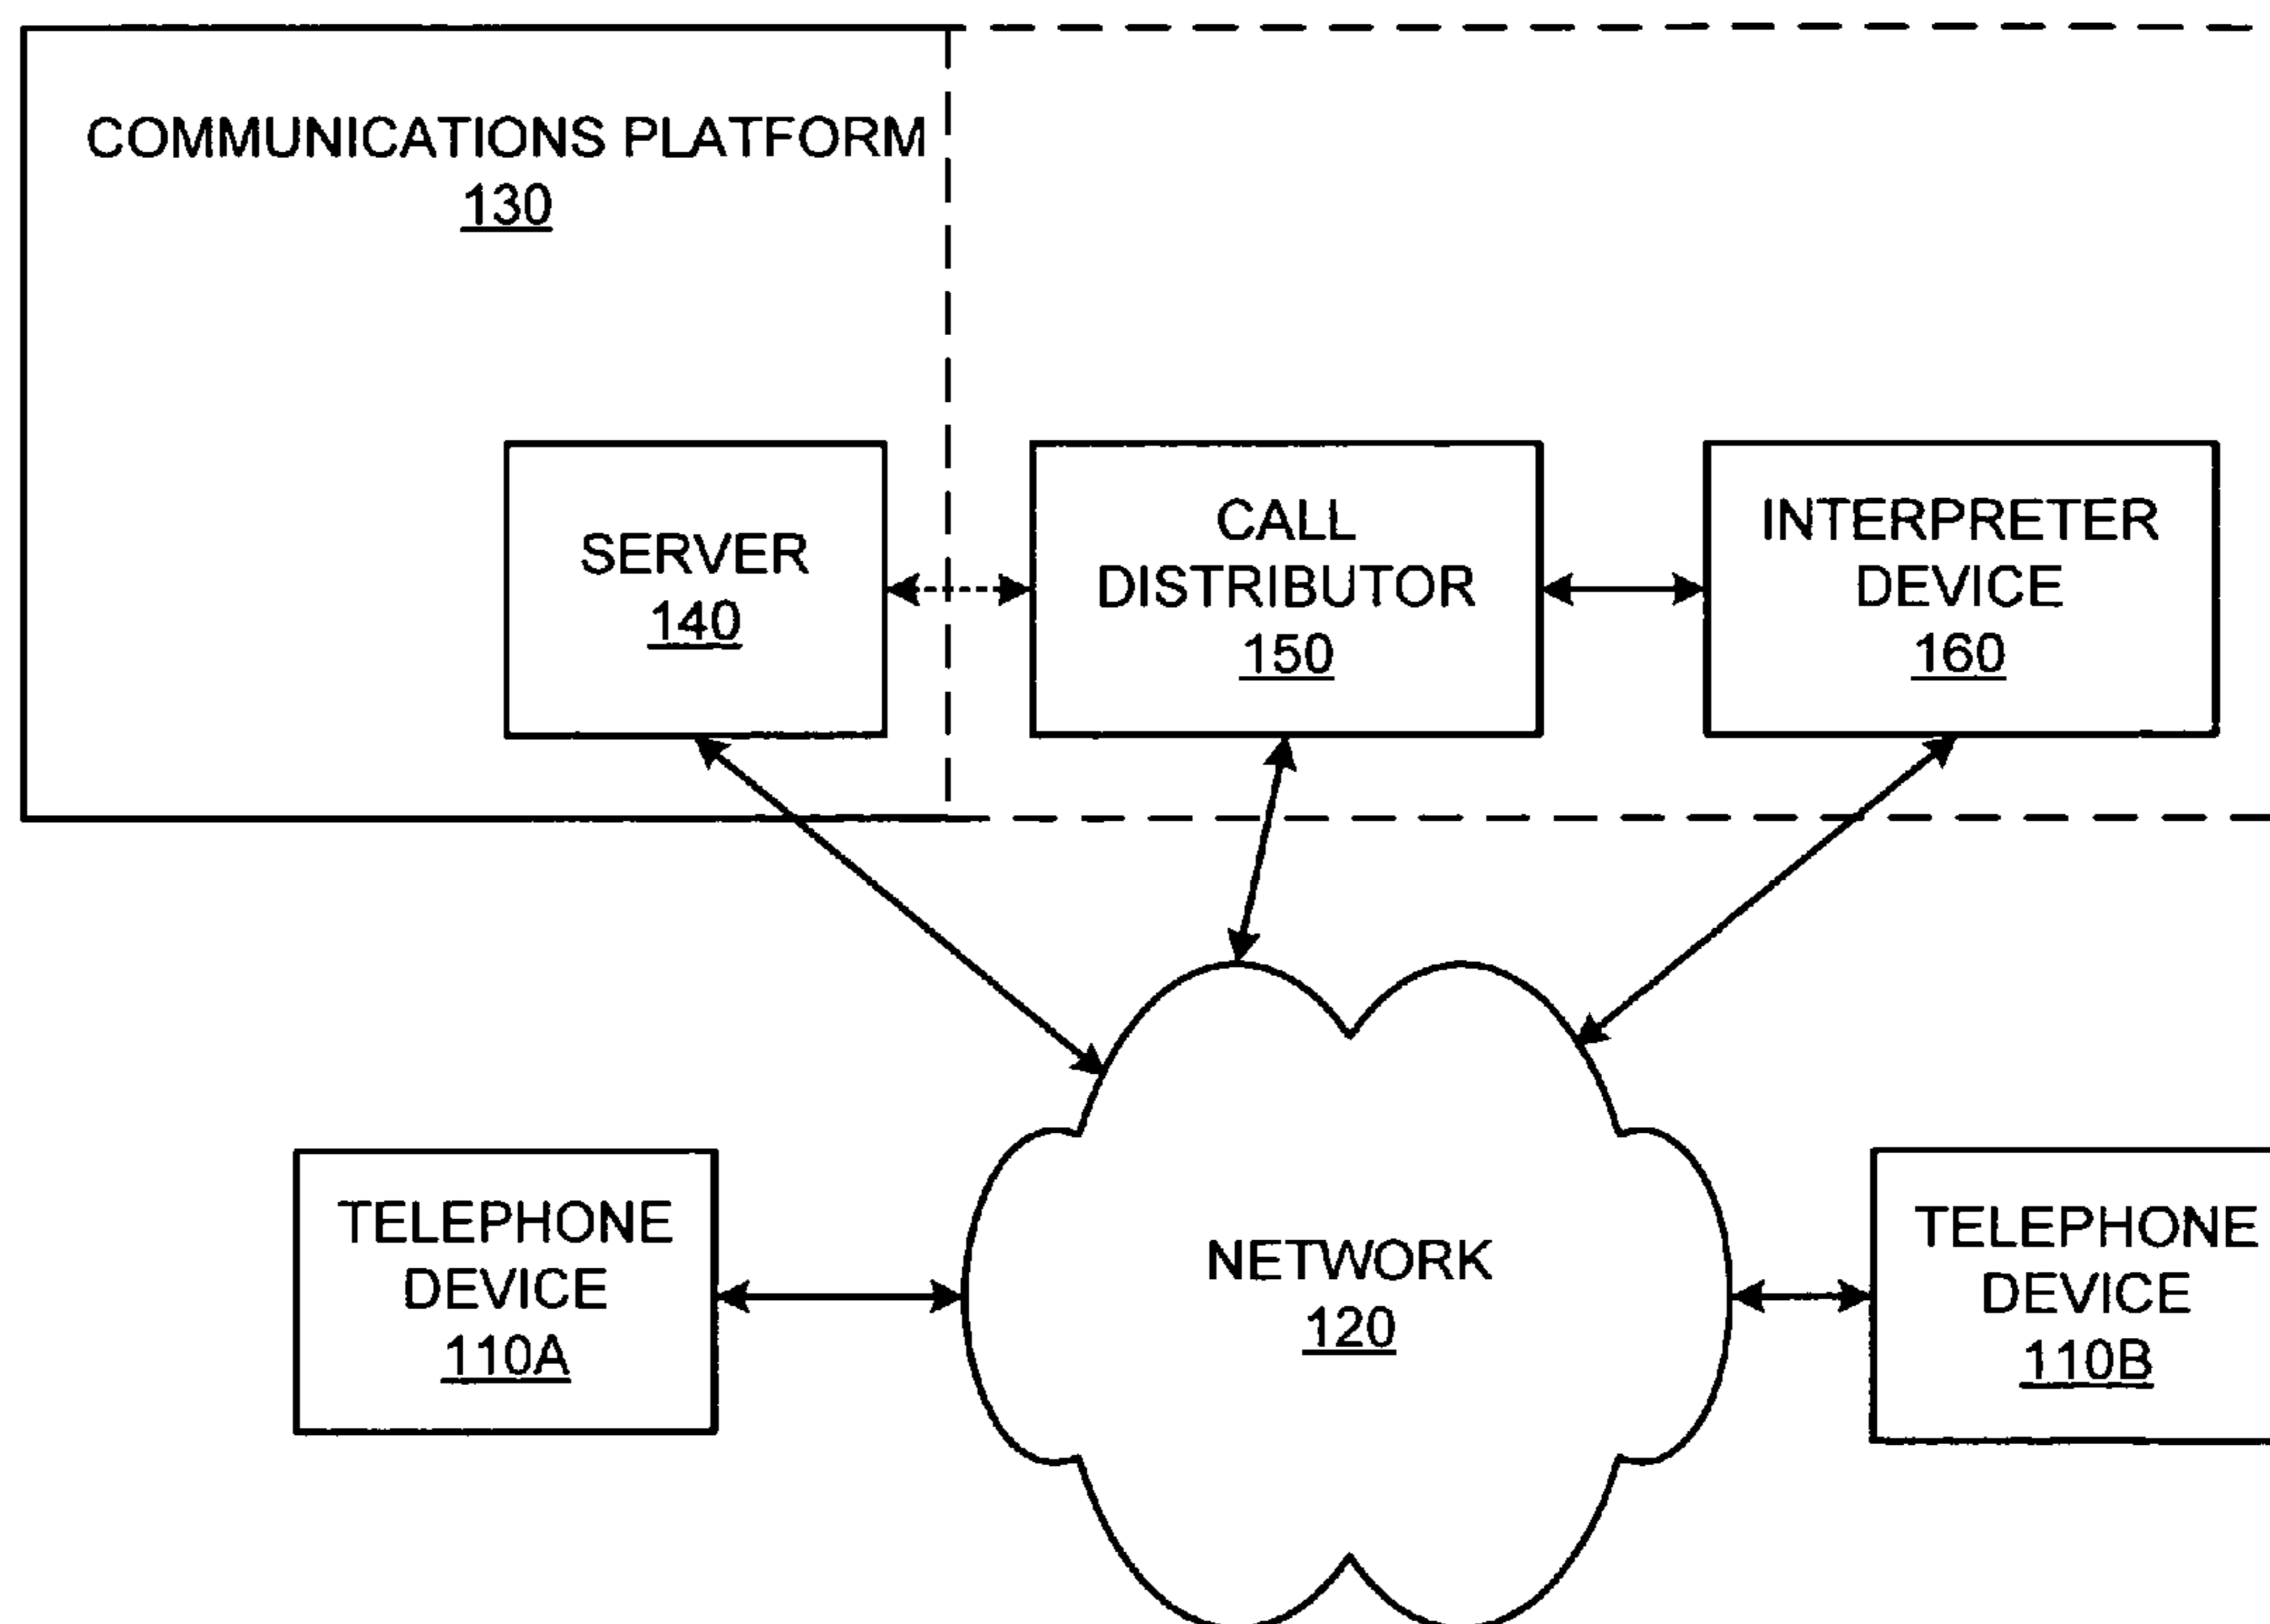 COMMUNICATIONS PLATFORM
130
SERVER
140
CALL
DISTRIBUTOR
150
INTERPRETER
DEVICE
160
TELEPHONE
DEVICE
110A
NETWORK
120
TELEPHONE
DEVICE
110B